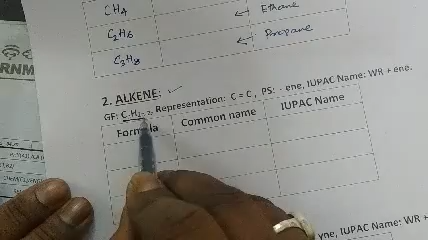 CH4
C2H6 ← Ethane
C3H8 ← Propane
2. ALKENE:
GF: Representation: C = C , PS: - ene, IUPAC Name: WR + ene.
Formula Common name IUPAC Name
yne, IUPAC Name: WR +